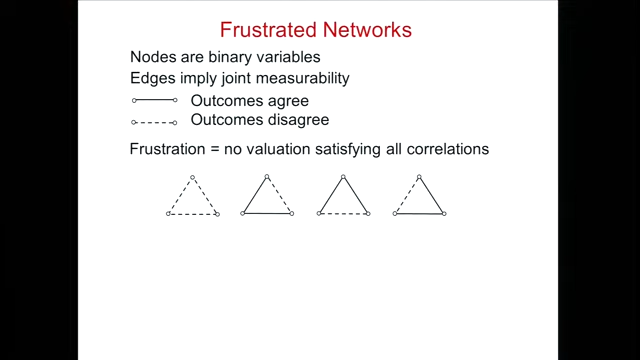 Frustrated Networks
Nodes are binary variables
Edges imply joint measurability
Outcomes agree
Outcomes disagree
Frustration = no valuation satisfying all correlations